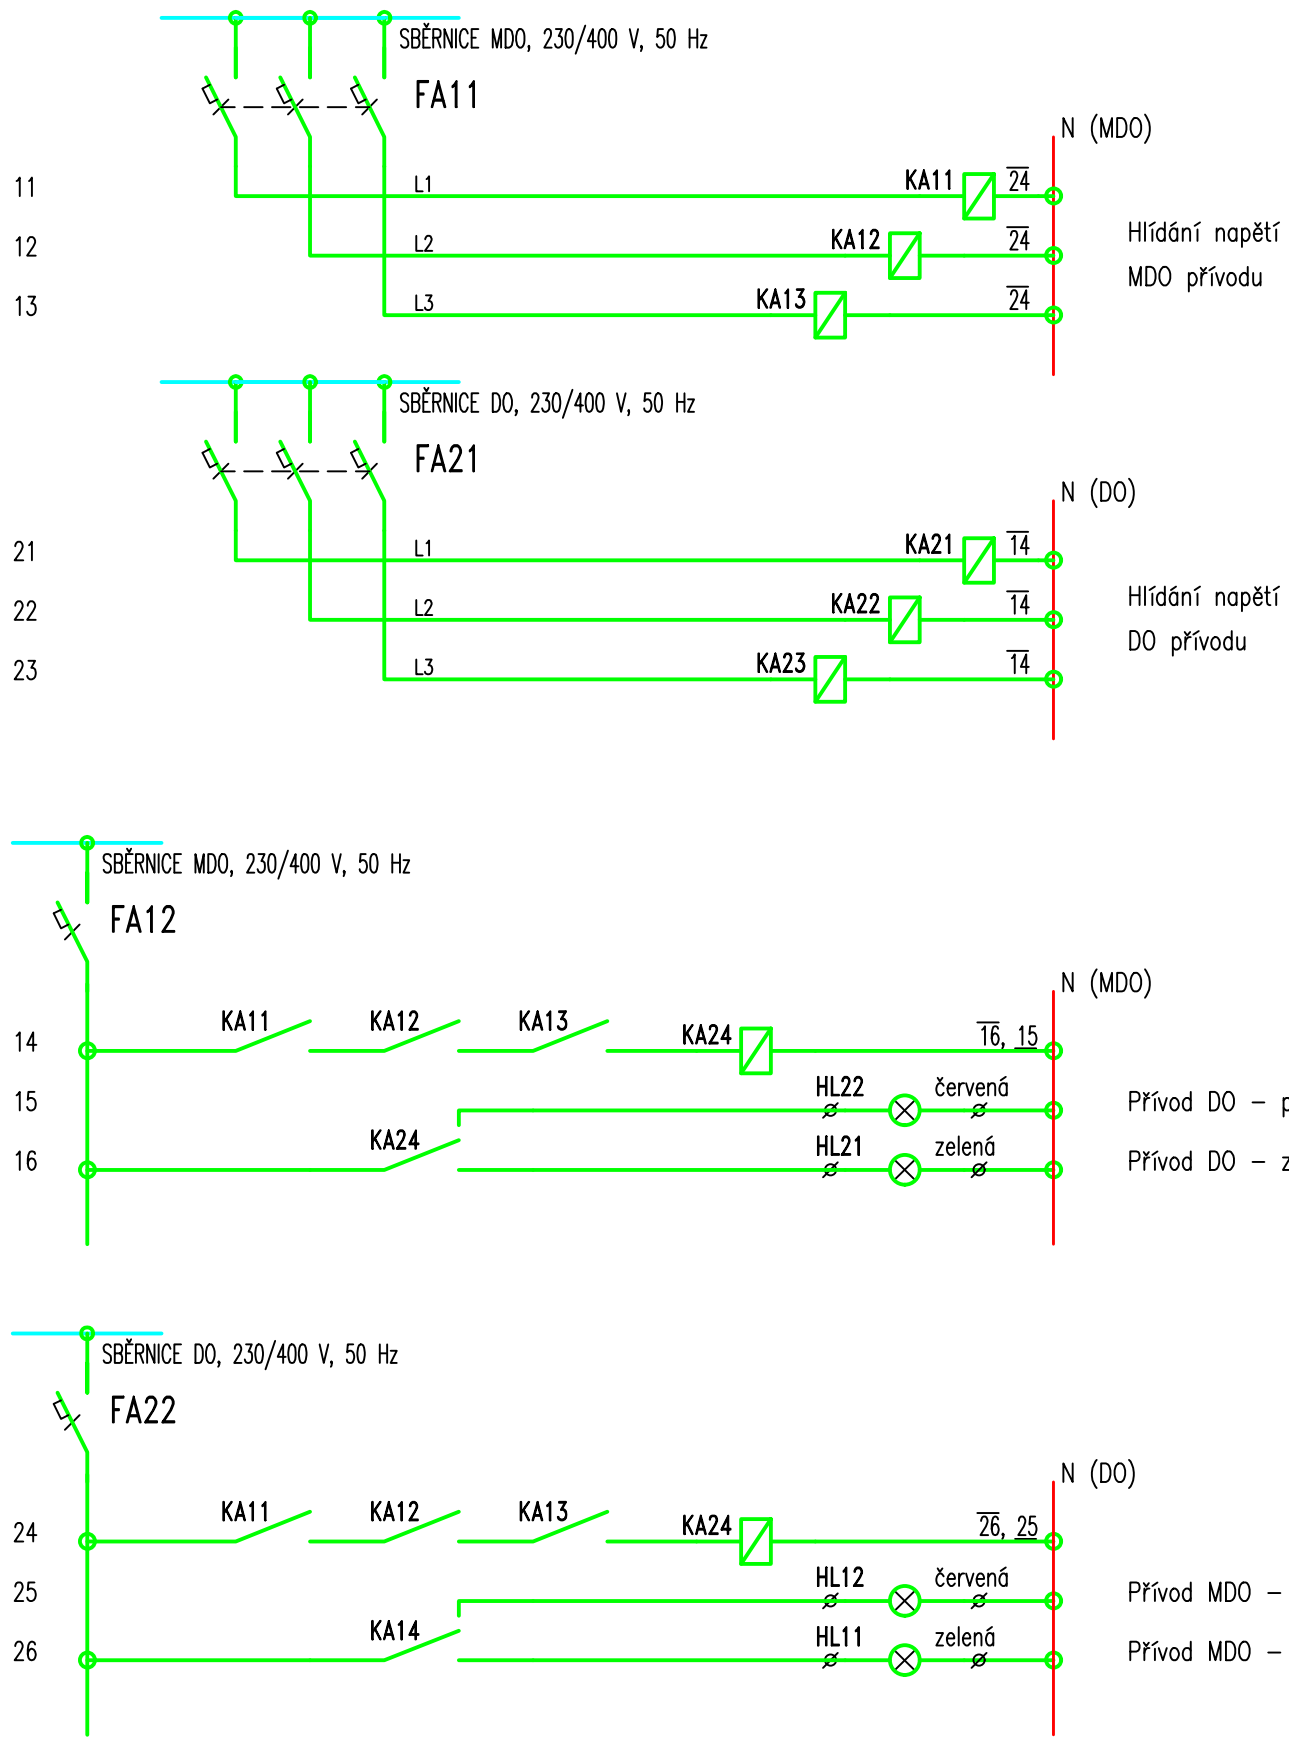 SBĚRNICE MDO, 230/400 V, 50 Hz
FA11
N (MDO)
11
L1
KA11
24
12
L2
KA12
24
Hlídání napětí
MDO přívodu
13
L3
KA13
24
SBĚRNICE DO, 230/400 V, 50 Hz
FA21
N (DO)
21
L1
KA21
14
22
L2
KA22
14
Hlídání napětí
DO přívodu
23
L3
KA23
14
SBĚRNICE MDO, 230/400 V, 50 Hz
FA12
N (MDO)
14
KA11
KA12
KA13
KA24
16, 15
15
HL22
červená
Přívod DO – p
16
KA24
HL21
zelená
Přívod DO – z
SBĚRNICE DO, 230/400 V, 50 Hz
FA22
N (DO)
24
KA11
KA12
KA13
KA24
26, 25
25
HL12
červená
Přívod MDO –
26
KA14
HL11
zelená
Přívod MDO –